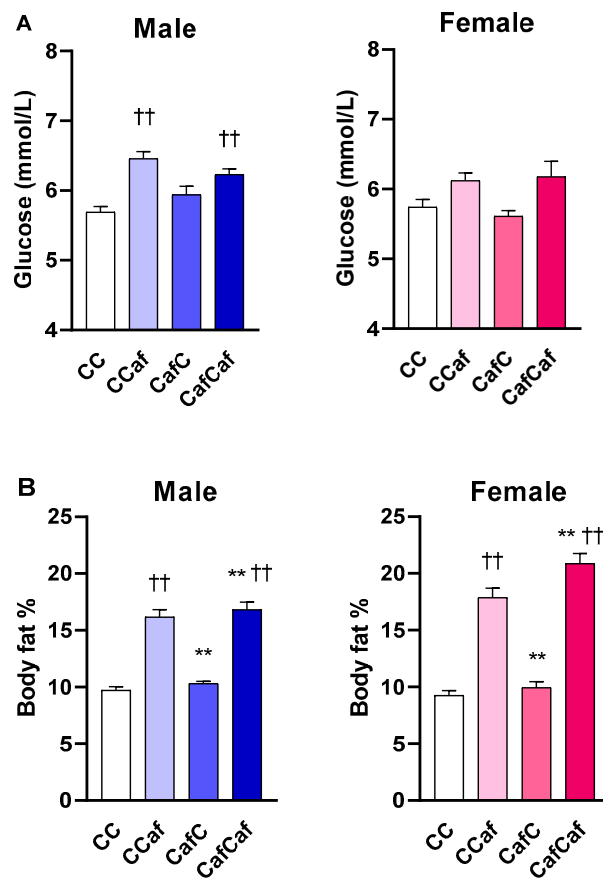 A
Male
Female
Glucose (mmol/L)
8
7
6
5
4
††
††
CC
CCaf
CafC
CafCaf
Glucose (mmol/L)
8
7
6
5
4
CC
CCaf
CafC
CafCaf
B
Male
Female
Body fat %
25
20
15
10
5
0
††
**
** ††
CC
CCaf
CafC
CafCaf
Body fat %
25
20
15
10
5
0
††
**
** ††
CC
CCaf
CafC
CafCaf